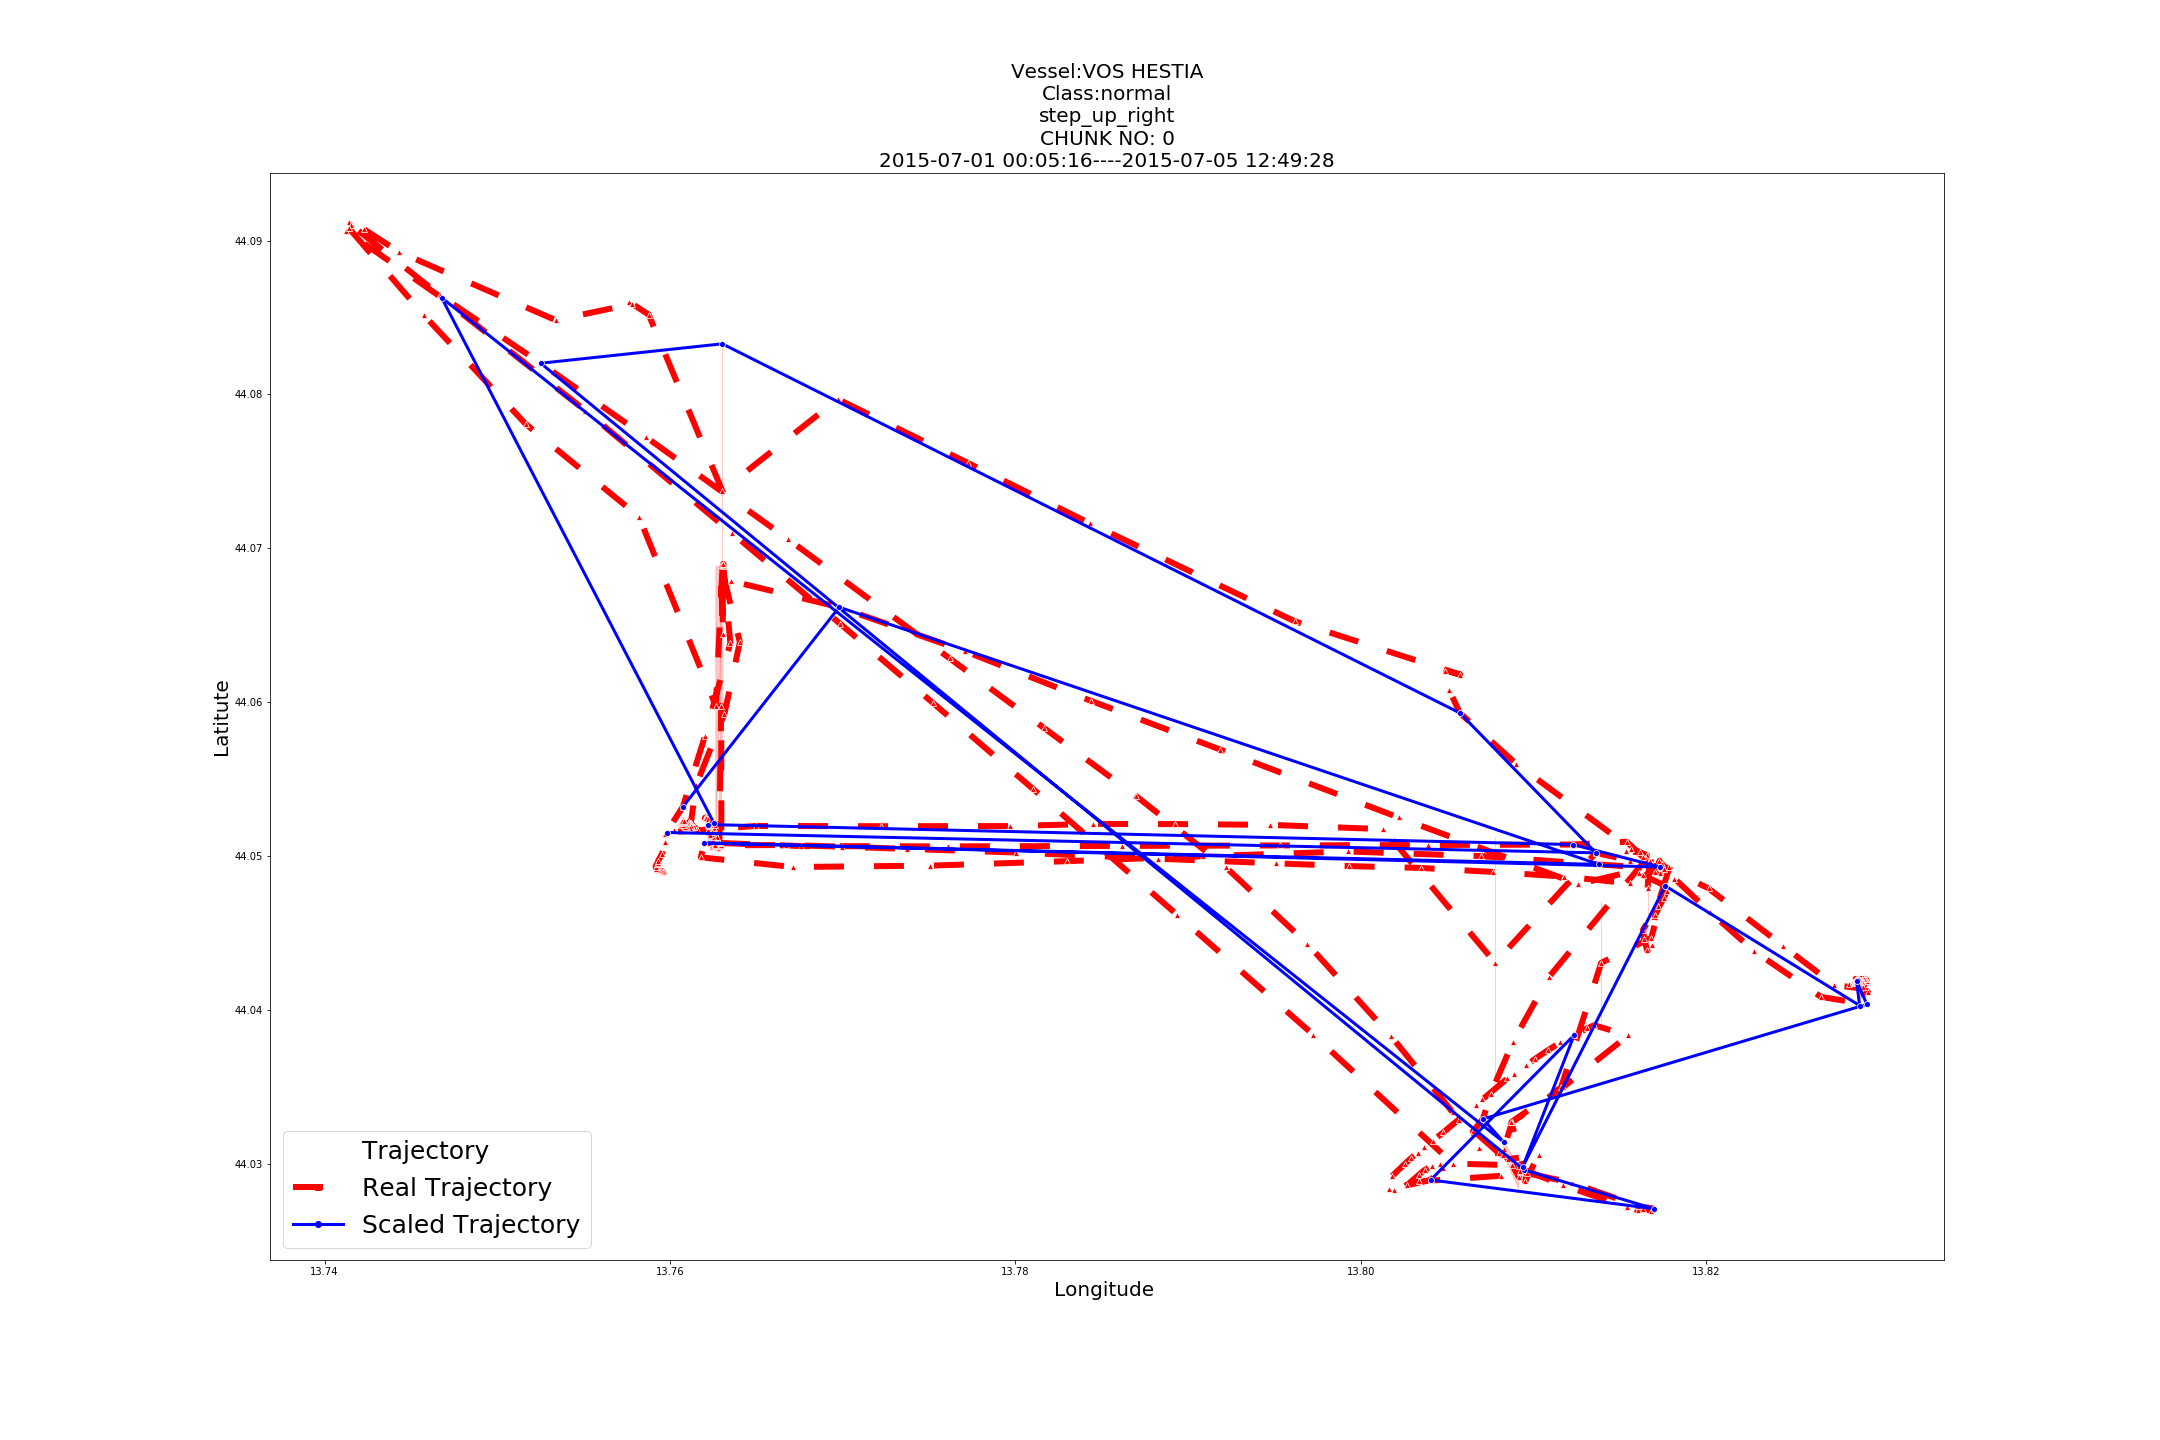 Vessel:VOS HESTIA
Class:normal
step_up_right
CHUNK NO: 0
2015-07-01 00:05:16----2015-07-05 12:49:28
44.09
44.08
44.07
44.06
44.05
44.04
44.03
Latitute
Trajectory
Real Trajectory
Scaled Trajectory
13.74
13.76
13.78
13.80
13.82
Longitude